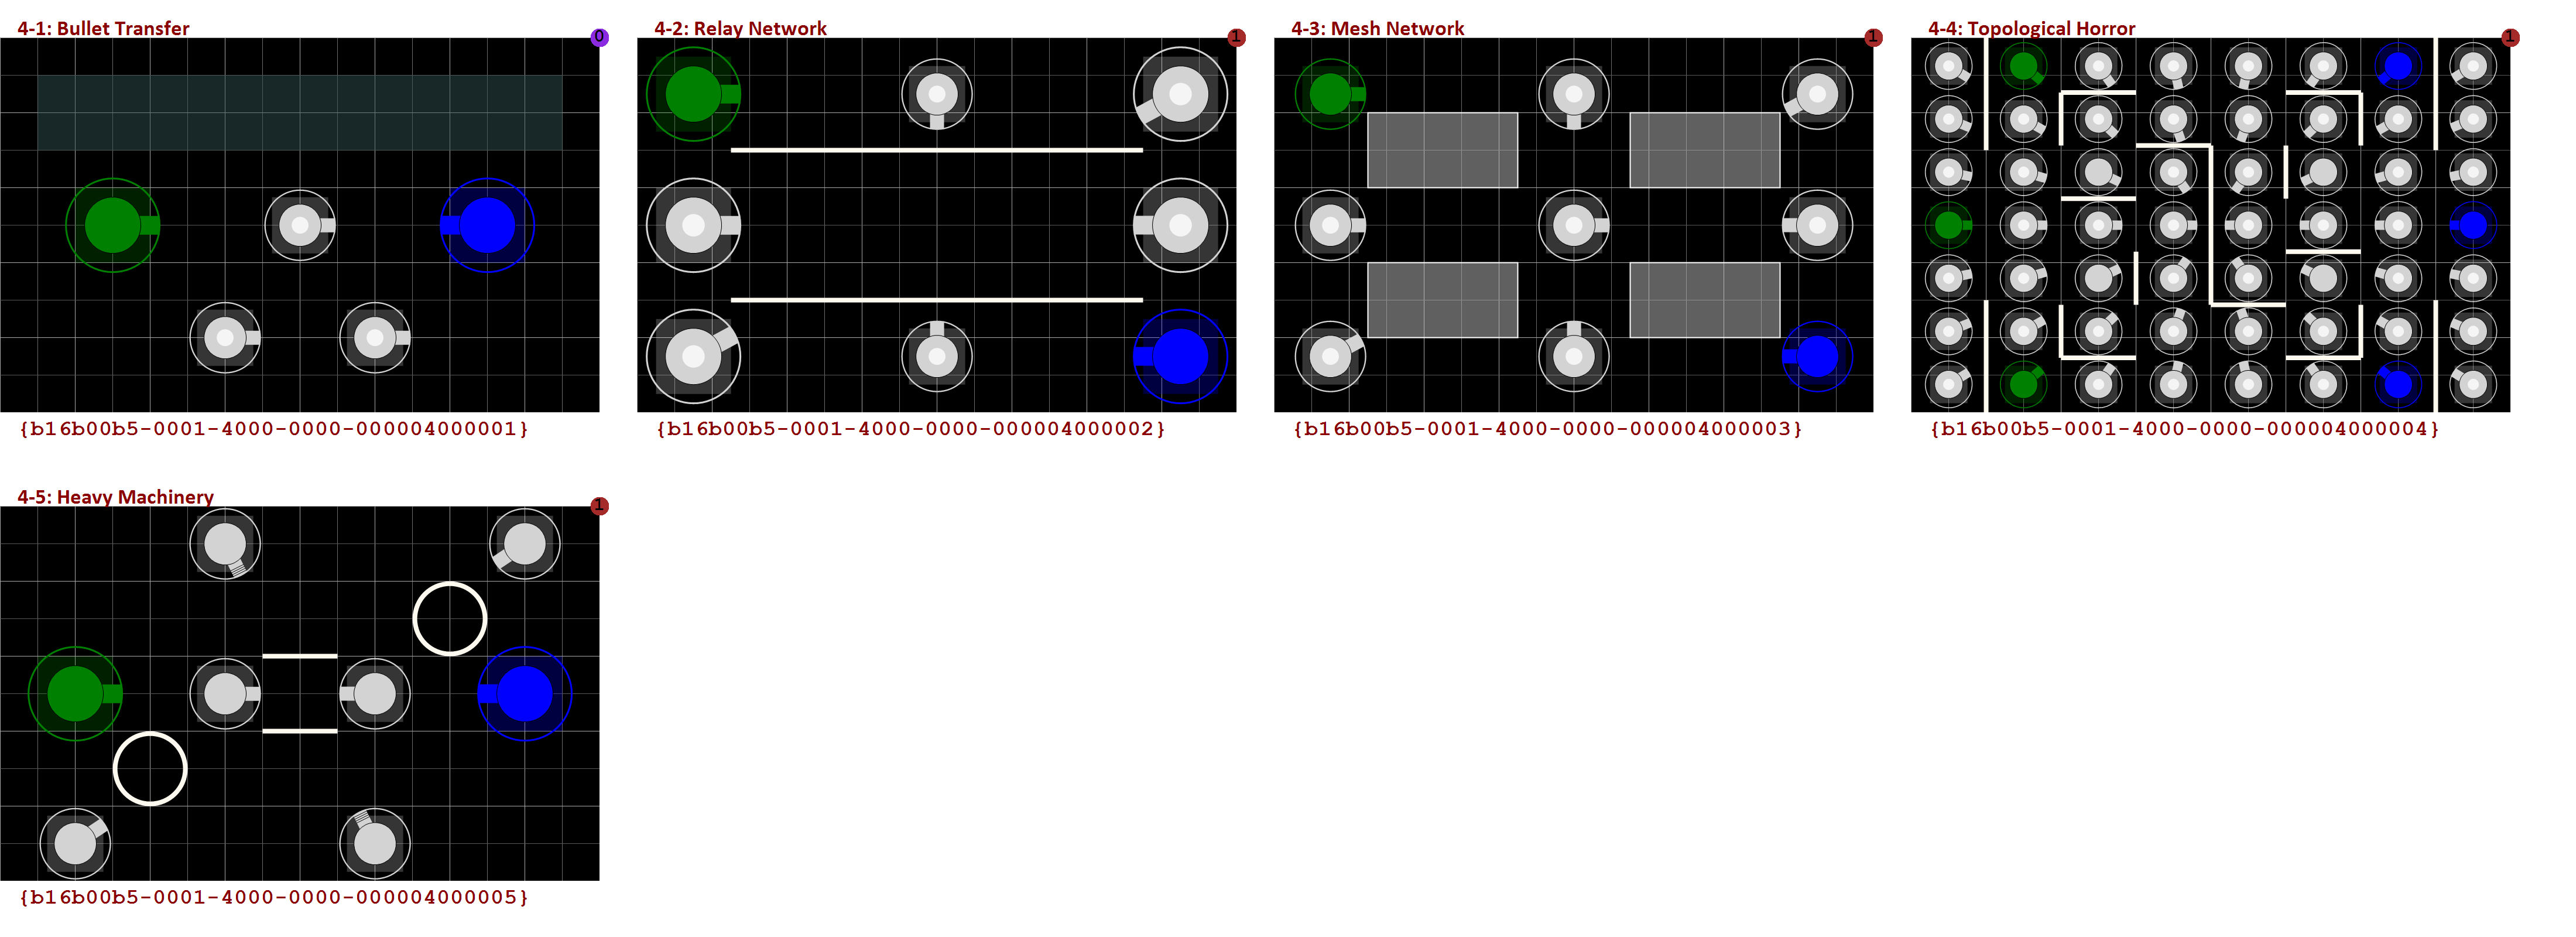 4-1: Bullet Transfer
0
4-2: Relay Network
1
4-3: Mesh Network
1
4-4: Topological Horror
1
{b16b00b5-0001-4000-0000-000004000001}
{b16b00b5-0001-4000-0000-000004000002}
{b16b00b5-0001-4000-0000-000004000003}
{b16b00b5-0001-4000-0000-000004000004}
4-5: Heavy Machinery
1
{b16b00b5-0001-4000-0000-000004000005}